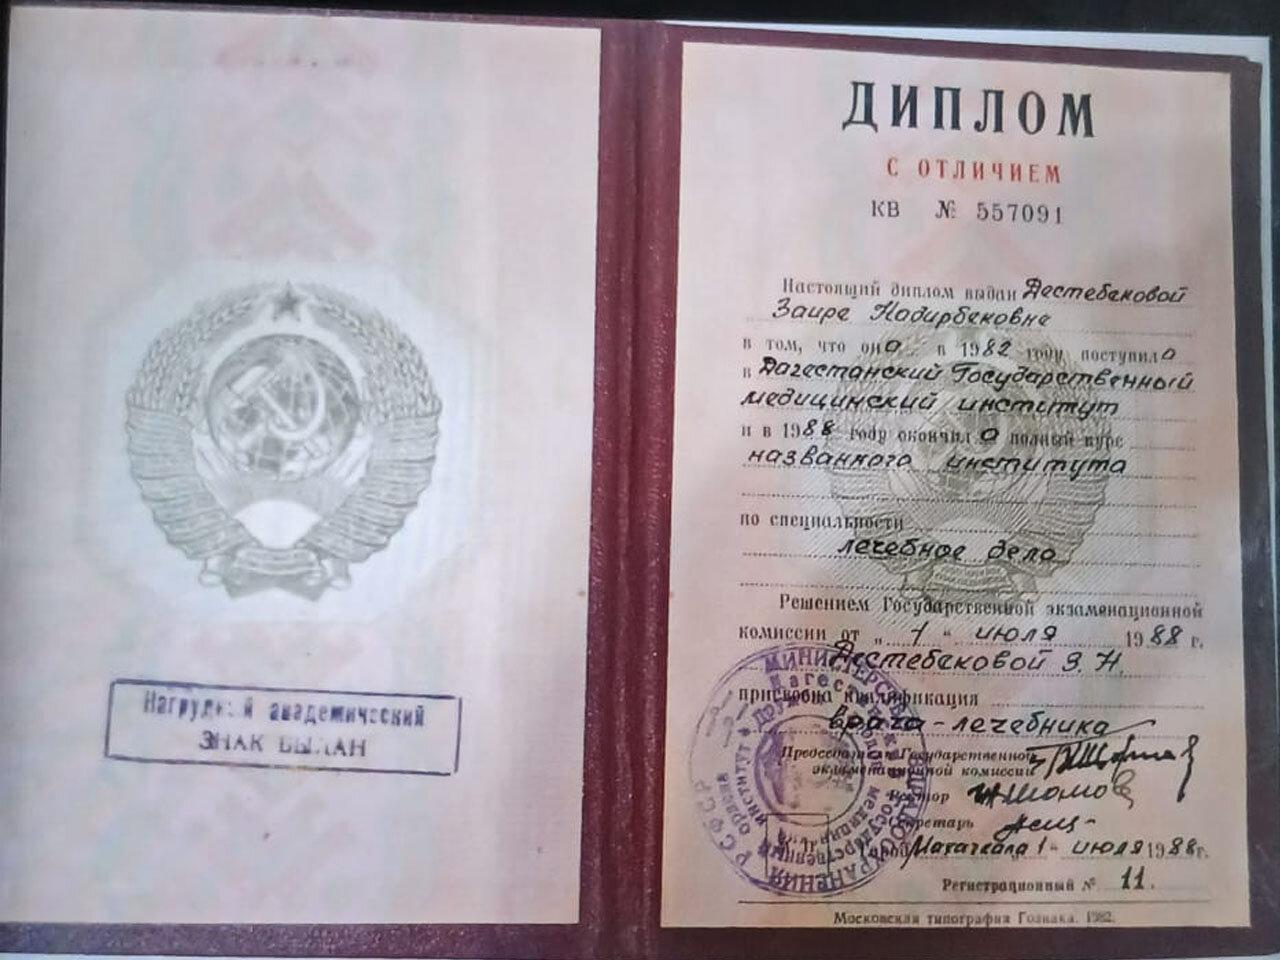 Нагрудный академический
ЗНАК ВЫДАН
ДИПЛОМ
С ОТЛИЧИЕМ
КВ № 557091
Настоящий диплом выдан Дестебековой
Заире Надирбековне
в том, что она в 1982 году поступила
в Дагестанский Государственный
медицинский институт
и в 1988 году окончила полный курс
названного института
по специальности
лечебное дело
Решением Государственной экзаменационной
комиссии от „1“ июля 1988 г.
Дестебековой З. Н.
присвоена квалификация
врача-лечебника
Председатель Государственной
экзаменационной комиссии
Ректор
Секретарь
Город Махачкала 1 июля 1988 г.
Регистрационный № 11.
Московская типография Гознака. 1982.